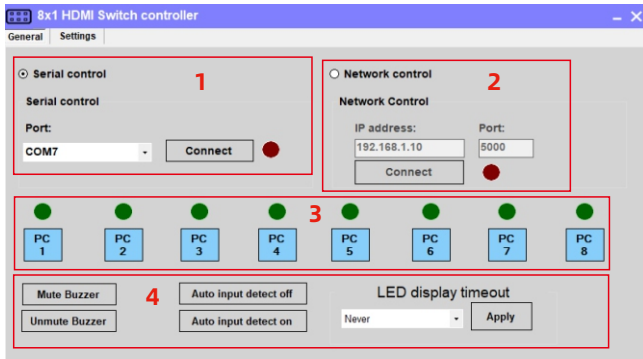 8x1 HDMI Switch controller
General Settings
Serial control
1
Network control
2
Serial control
Network Control
Port:
IP address: Port:
COM7
Connect
192.168.1.10 5000
Connect
3
PC 1
PC 2
PC 3
PC 4
PC 5
PC 6
PC 7
PC 8
Mute Buzzer
4
Auto input detect off
LED display timeout
Unmute Buzzer
Auto input detect on
Never
Apply